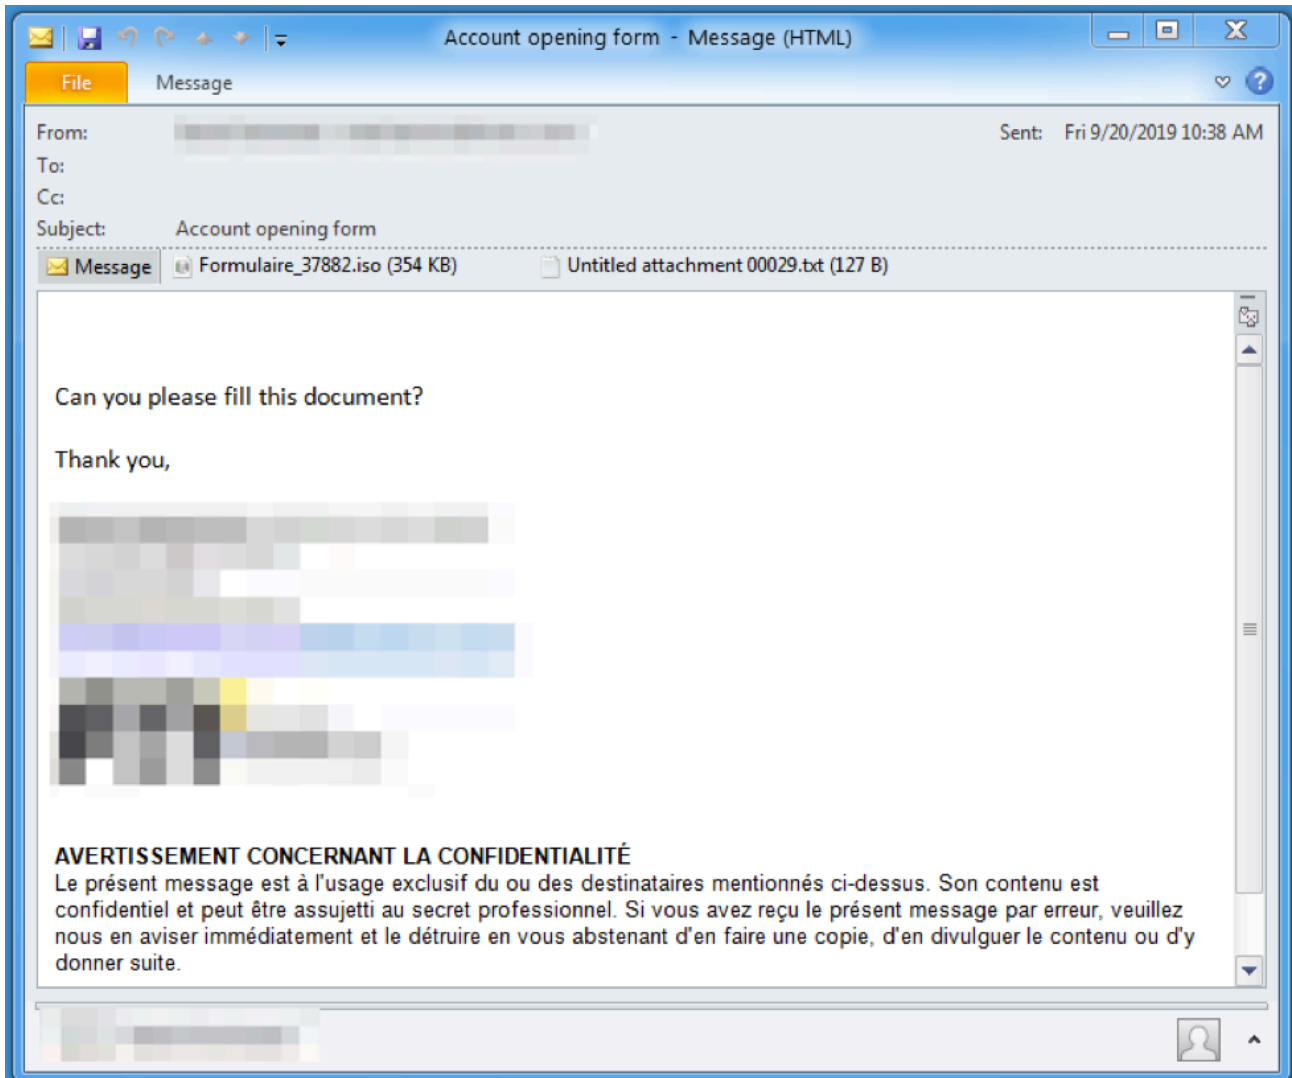 Account opening form - Message (HTML)
File Message
From: Sent: Fri 9/20/2019 10:38 AM
To:
Cc:
Subject: Account opening form
Message Formulaire_37882.iso (354 KB) Untitled attachment 00029.txt (127 B)
Can you please fill this document?
Thank you,
AVERTISSEMENT CONCERNANT LA CONFIDENTIALITÉ
Le présent message est à l'usage exclusif du ou des destinataires mentionnés ci-dessus. Son contenu est
confidentiel et peut être assujetti au secret professionnel. Si vous avez reçu le présent message par erreur, veuillez
nous en aviser immédiatement et le détruire en vous abstenant d'en faire une copie, d'en divulguer le contenu ou d'y
donner suite.